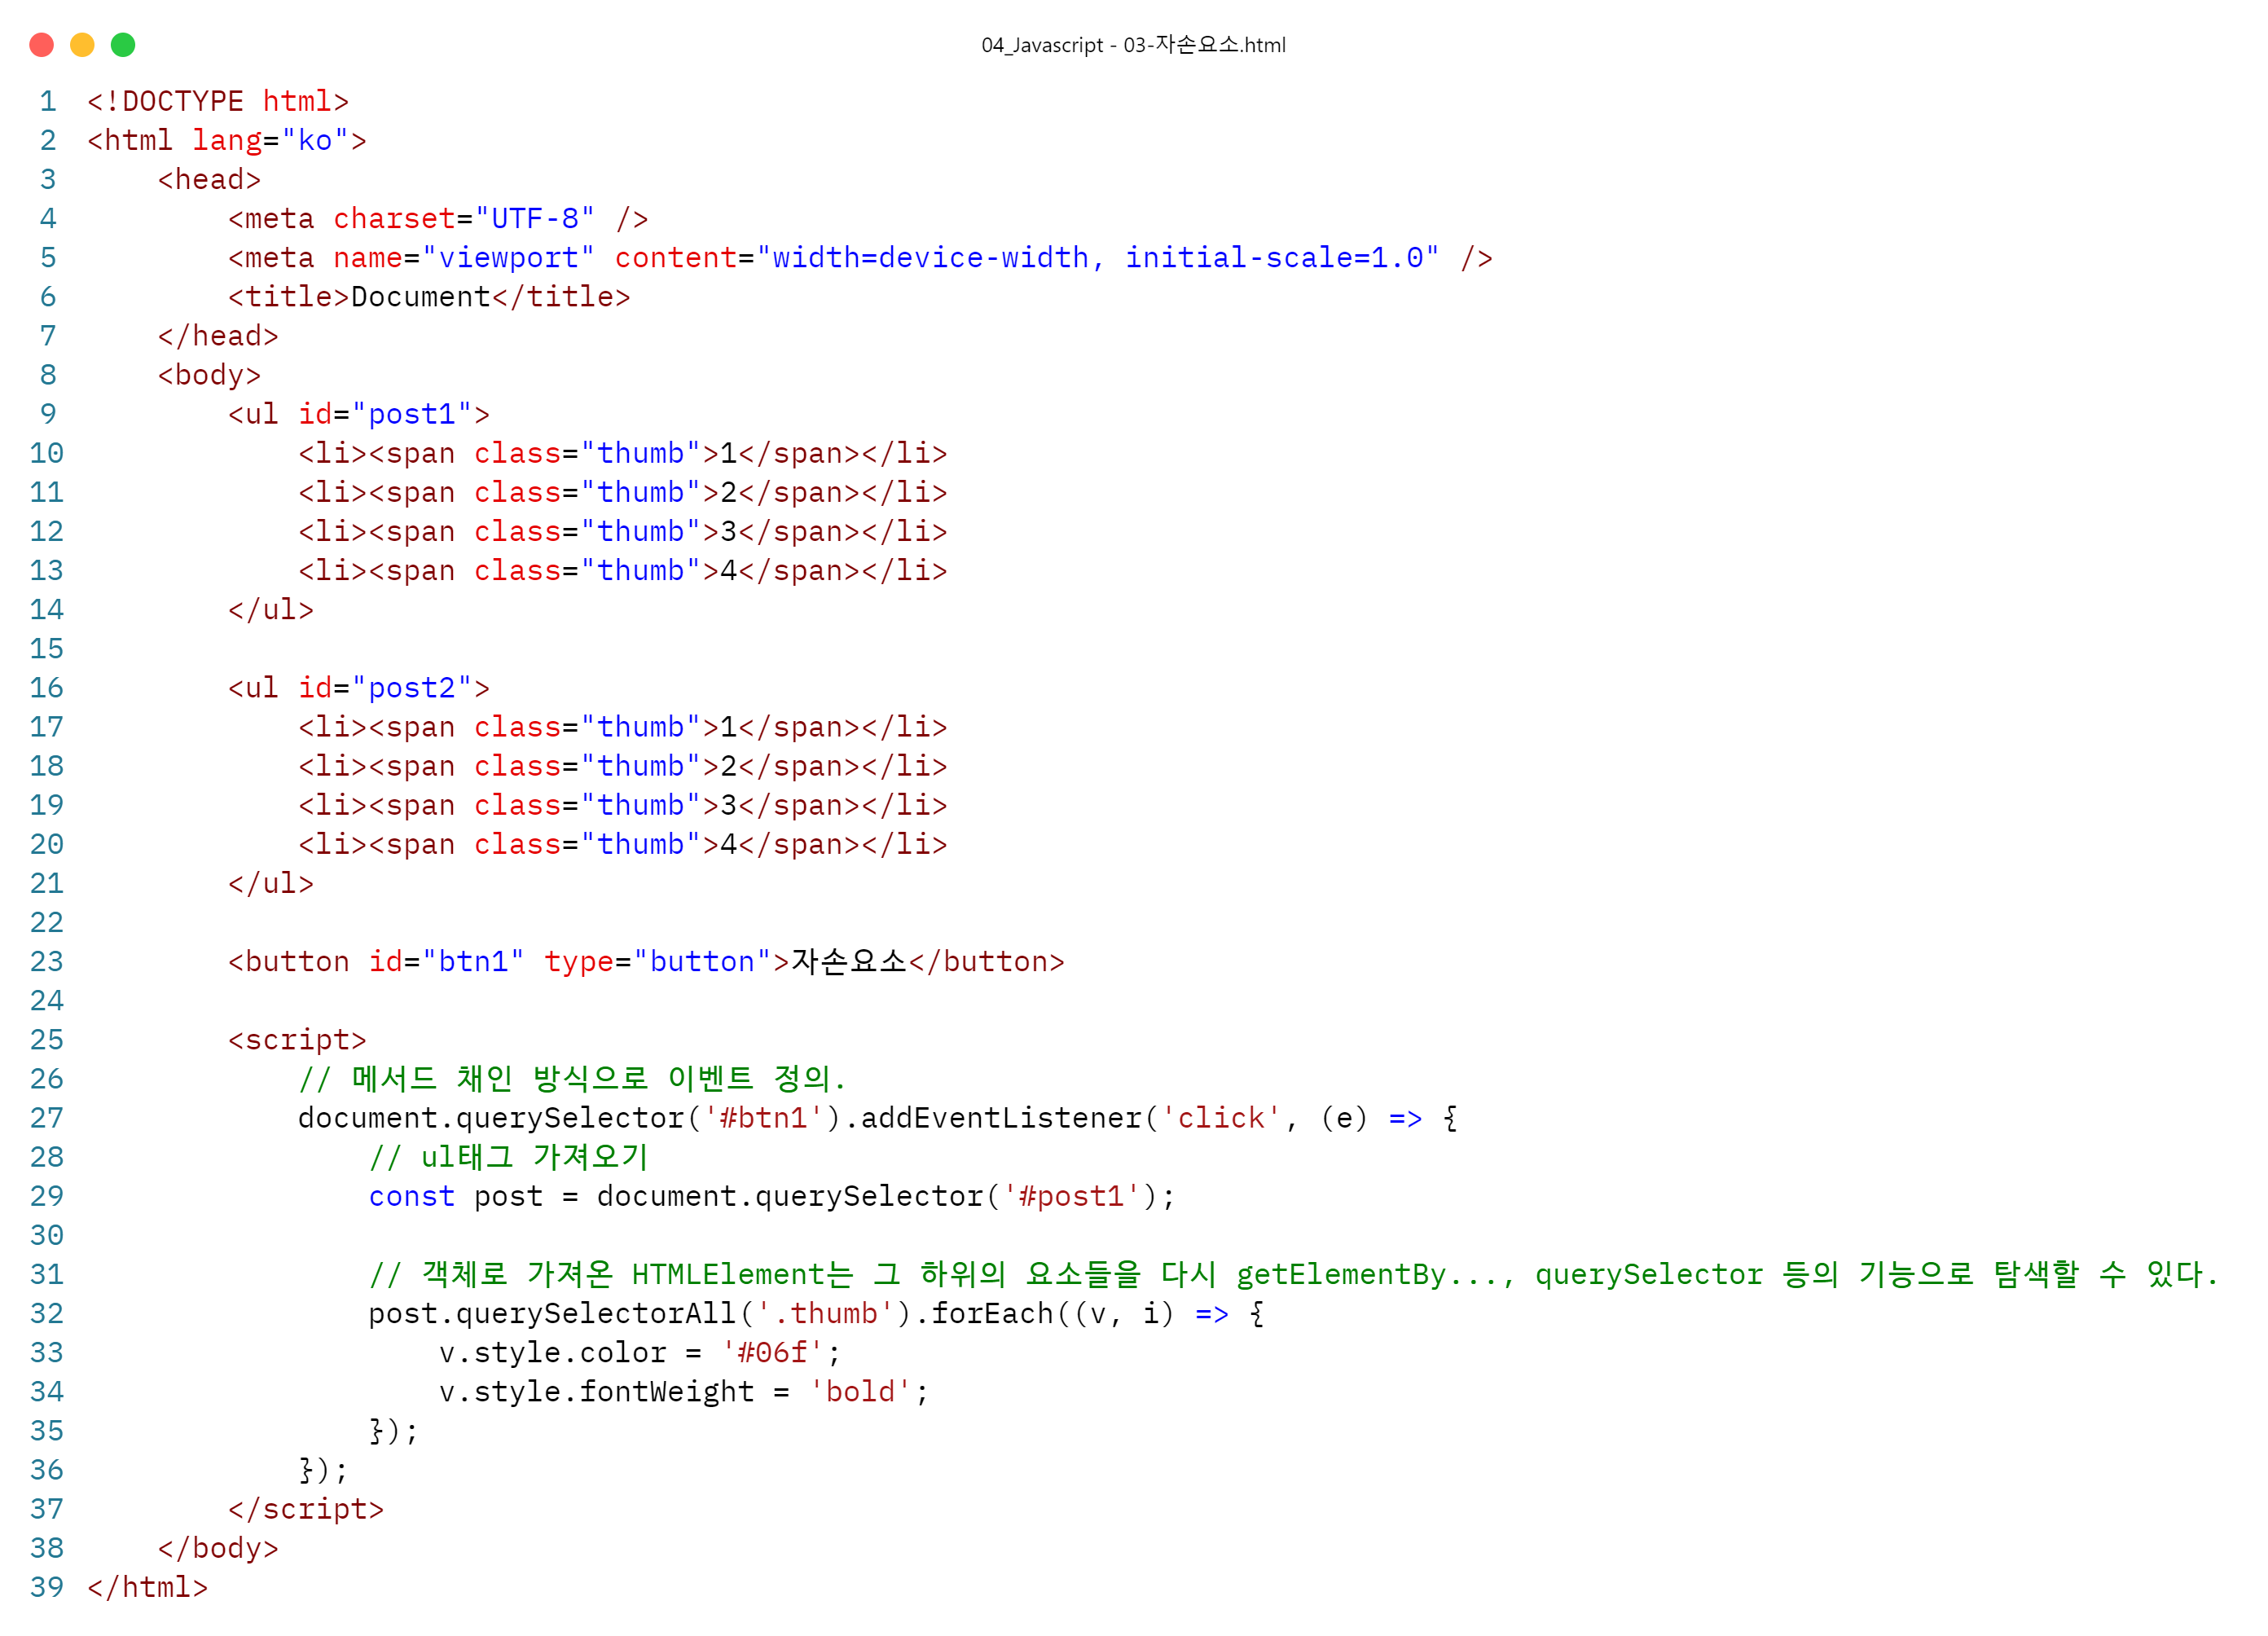 04_Javascript - 03-자손요소.html
1 <!DOCTYPE html>
2 <html lang="ko">
3     <head>
4         <meta charset="UTF-8" />
5         <meta name="viewport" content="width=device-width, initial-scale=1.0" />
6         <title>Document</title>
7     </head>
8     <body>
9         <ul id="post1">
10             <li><span class="thumb">1</span></li>
11             <li><span class="thumb">2</span></li>
12             <li><span class="thumb">3</span></li>
13             <li><span class="thumb">4</span></li>
14         </ul>
15
16         <ul id="post2">
17             <li><span class="thumb">1</span></li>
18             <li><span class="thumb">2</span></li>
19             <li><span class="thumb">3</span></li>
20             <li><span class="thumb">4</span></li>
21         </ul>
22
23         <button id="btn1" type="button">자손요소</button>
24
25         <script>
26             // 메서드 채인 방식으로 이벤트 정의.
27             document.querySelector('#btn1').addEventListener('click', (e) => {
28                 // ul태그 가져오기
29                 const post = document.querySelector('#post1');
30
31                 // 객체로 가져온 HTMLElement는 그 하위의 요소들을 다시 getElementBy..., querySelector 등의 기능으로 탐색할 수 있다.
32                 post.querySelectorAll('.thumb').forEach((v, i) => {
33                     v.style.color = '#06f';
34                     v.style.fontWeight = 'bold';
35                 });
36             });
37         </script>
38     </body>
39 </html>